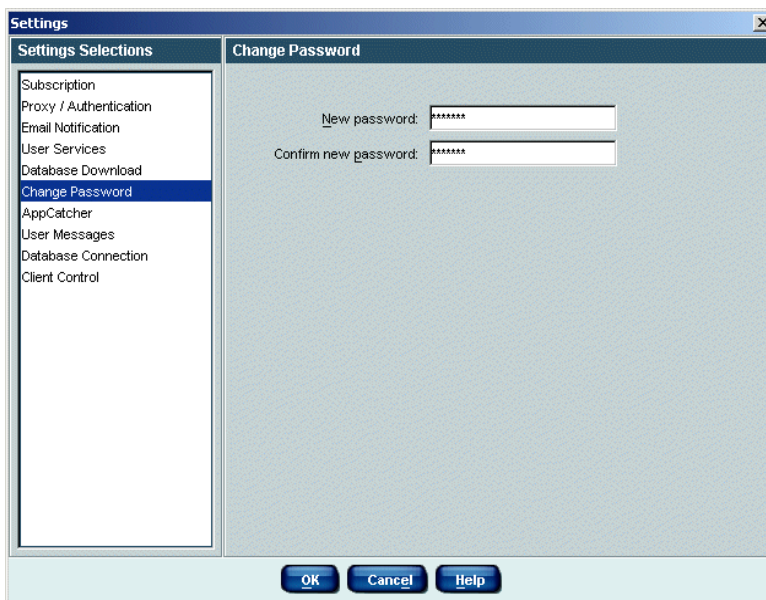 Settings
Settings Selections
Subscription
Proxy / Authentication
Email Notification
User Services
Database Download
Change Password
AppCatcher
User Messages
Database Connection
Client Control
Change Password
New password: *******
Confirm new password: *******
OK Cancel Help